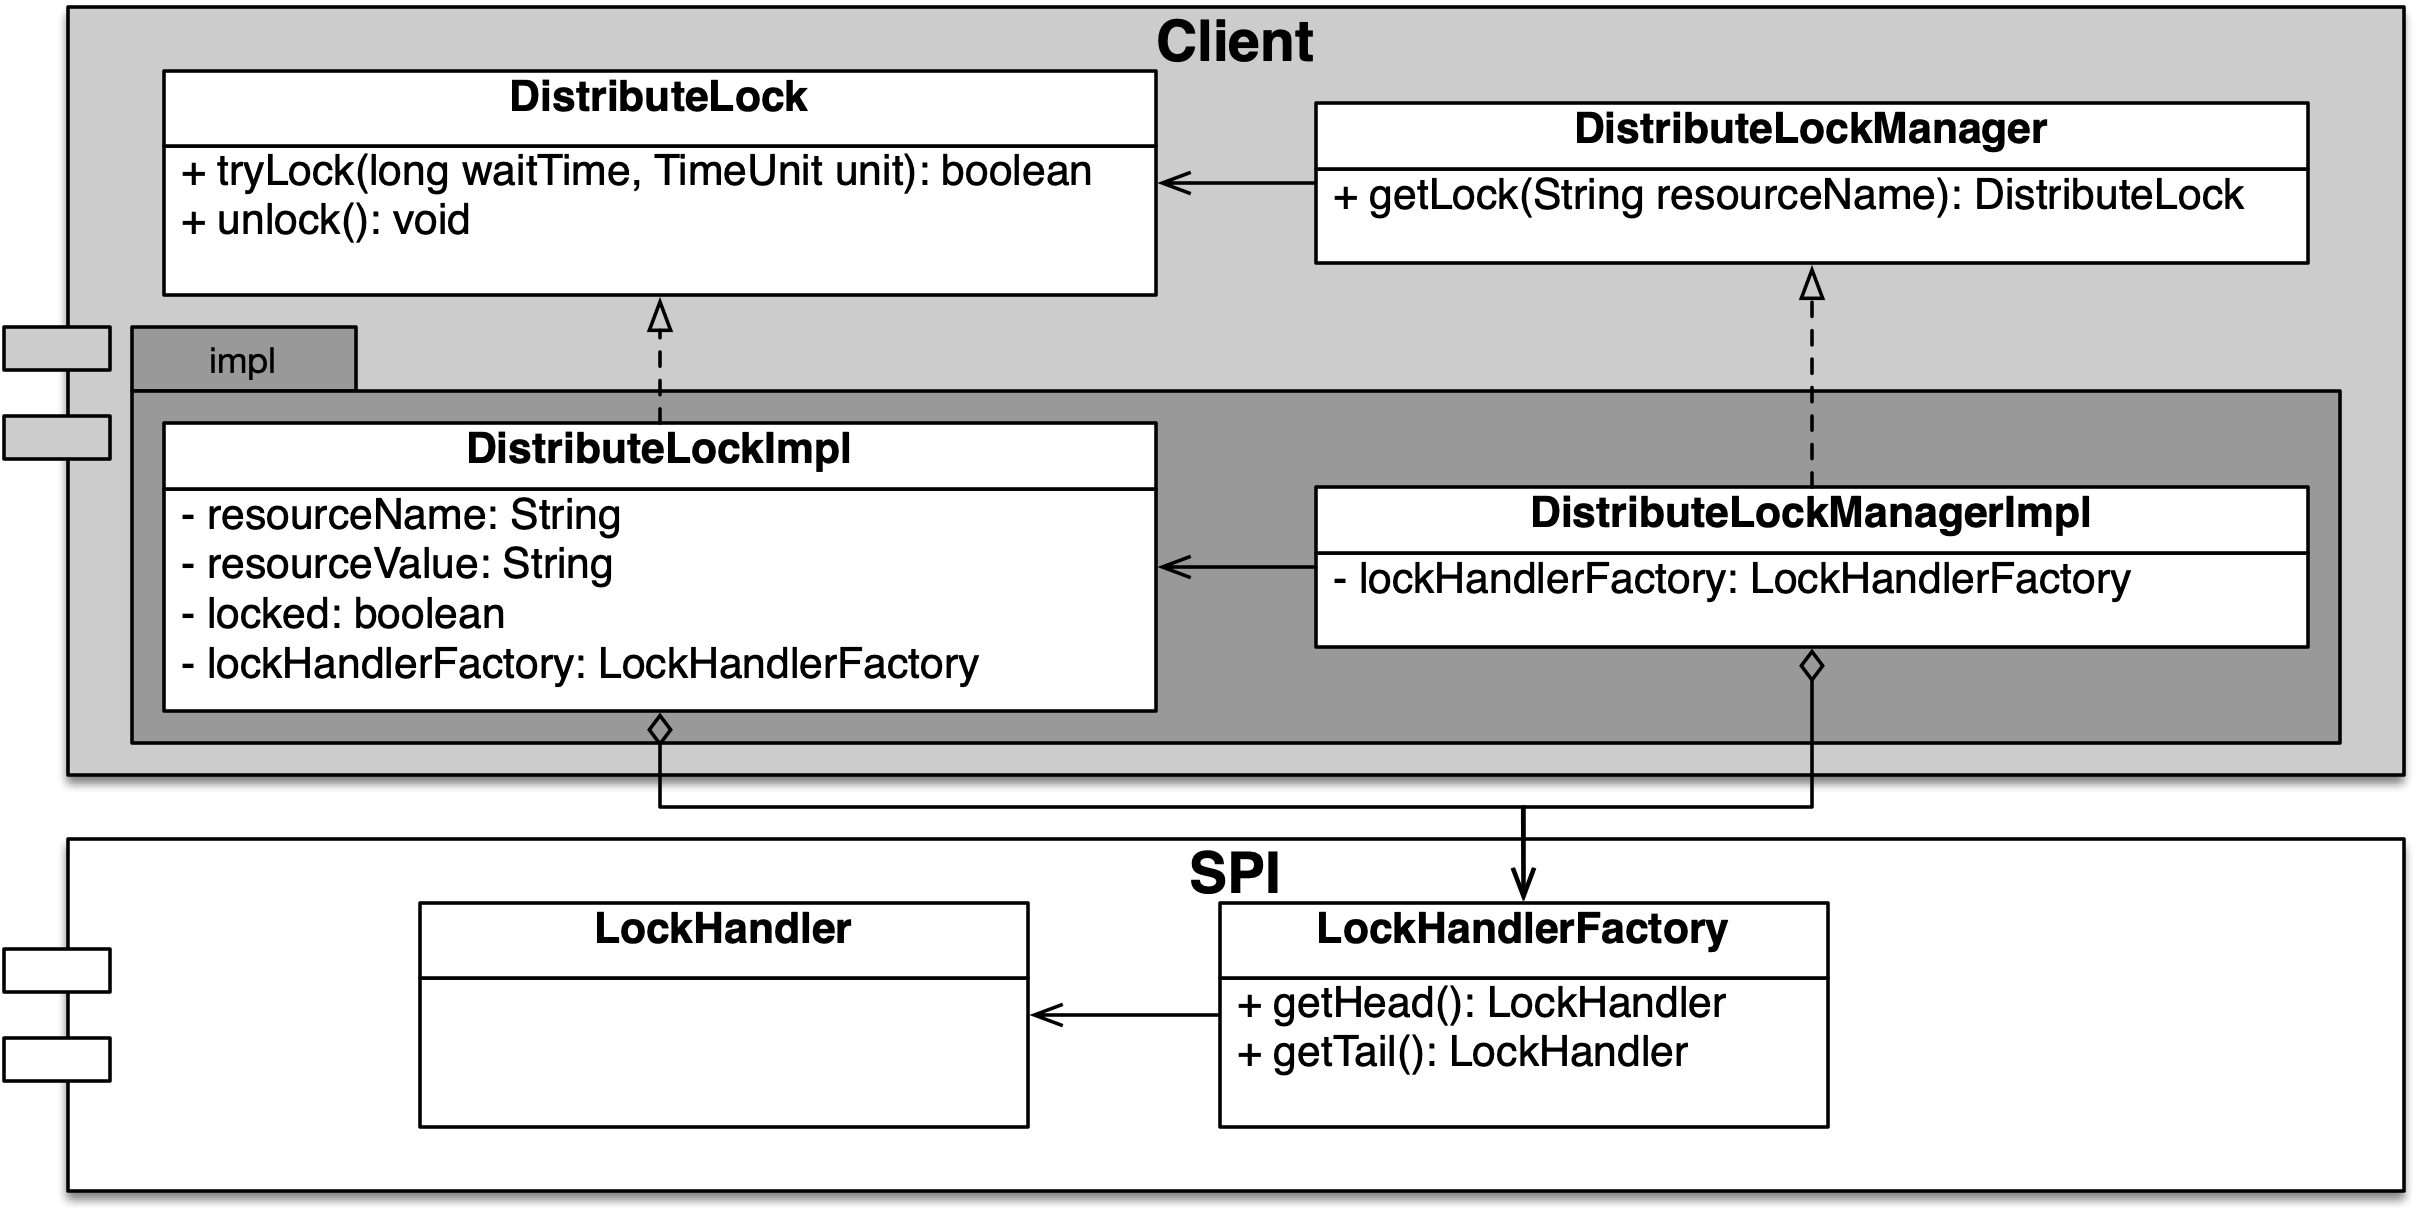 Client
DistributeLock
+ tryLock(long waitTime, TimeUnit unit): boolean
+ unlock(): void
DistributeLockManager
+ getLock(String resourceName): DistributeLock
impl
DistributeLockImpl
- resourceName: String
- resourceValue: String
- locked: boolean
- lockHandlerFactory: LockHandlerFactory
DistributeLockManagerImpl
- lockHandlerFactory: LockHandlerFactory
SPI
LockHandler
LockHandlerFactory
+ getHead(): LockHandler
+ getTail(): LockHandler